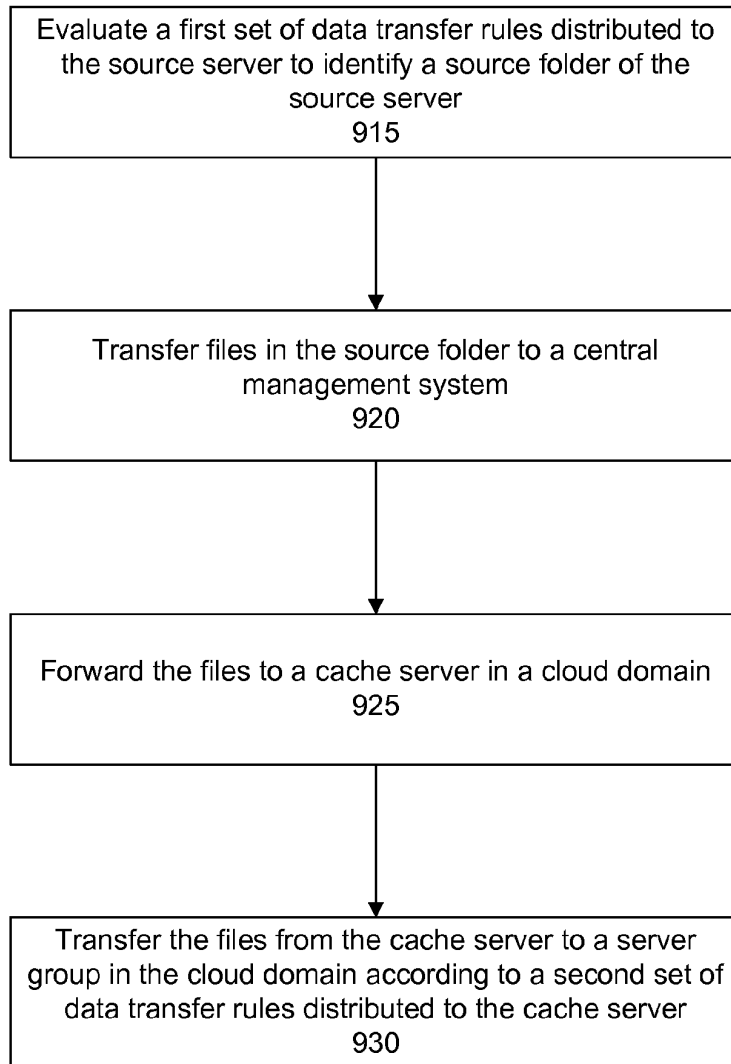 Evaluate a first set of data transfer rules distributed to
the source server to identify a source folder of the
source server
915
Transfer files in the source folder to a central
management system
920
Forward the files to a cache server in a cloud domain
925
Transfer the files from the cache server to a server
group in the cloud domain according to a second set of
data transfer rules distributed to the cache server
930